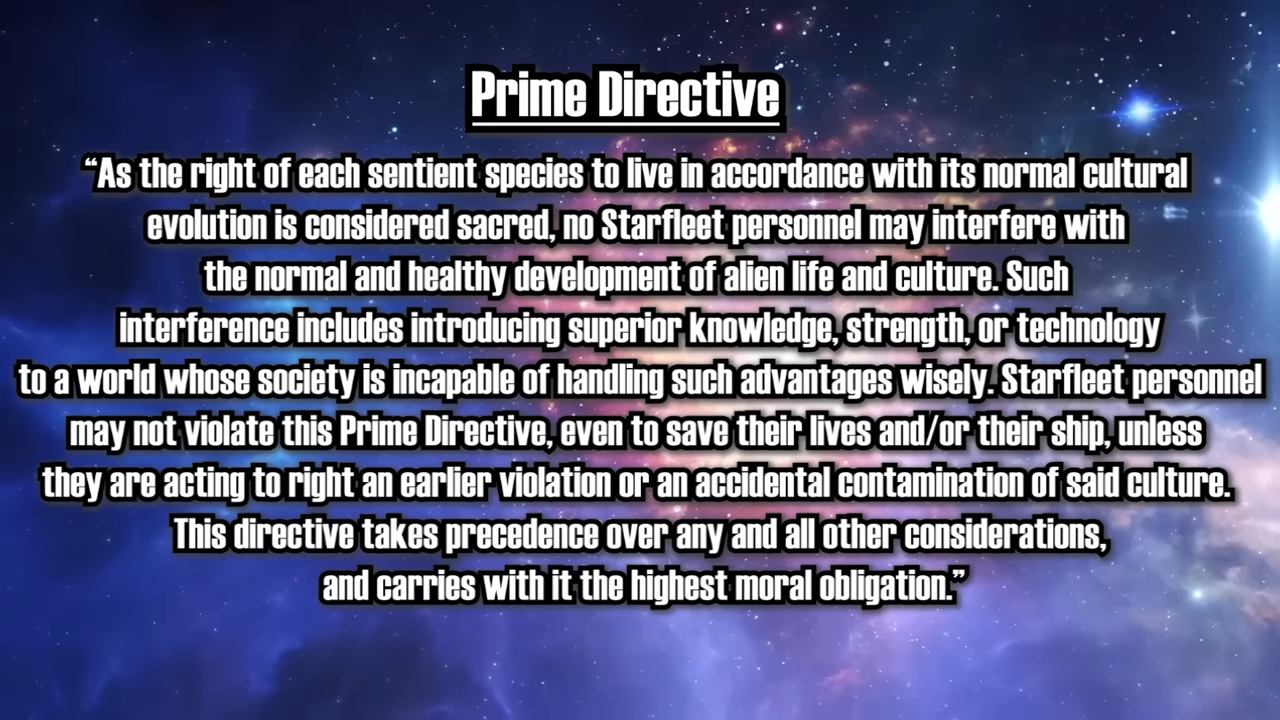 Prime Directive
“As the right of each sentient species to live in accordance with its normal cultural
evolution is considered sacred, no Starfleet personnel may interfere with
the normal and healthy development of alien life and culture. Such
interference includes introducing superior knowledge, strength, or technology
to a world whose society is incapable of handling such advantages wisely. Starfleet personnel
may not violate this Prime Directive, even to save their lives and/or their ship, unless
they are acting to right an earlier violation or an accidental contamination of said culture.
This directive takes precedence over any and all other considerations,
and carries with it the highest moral obligation.”